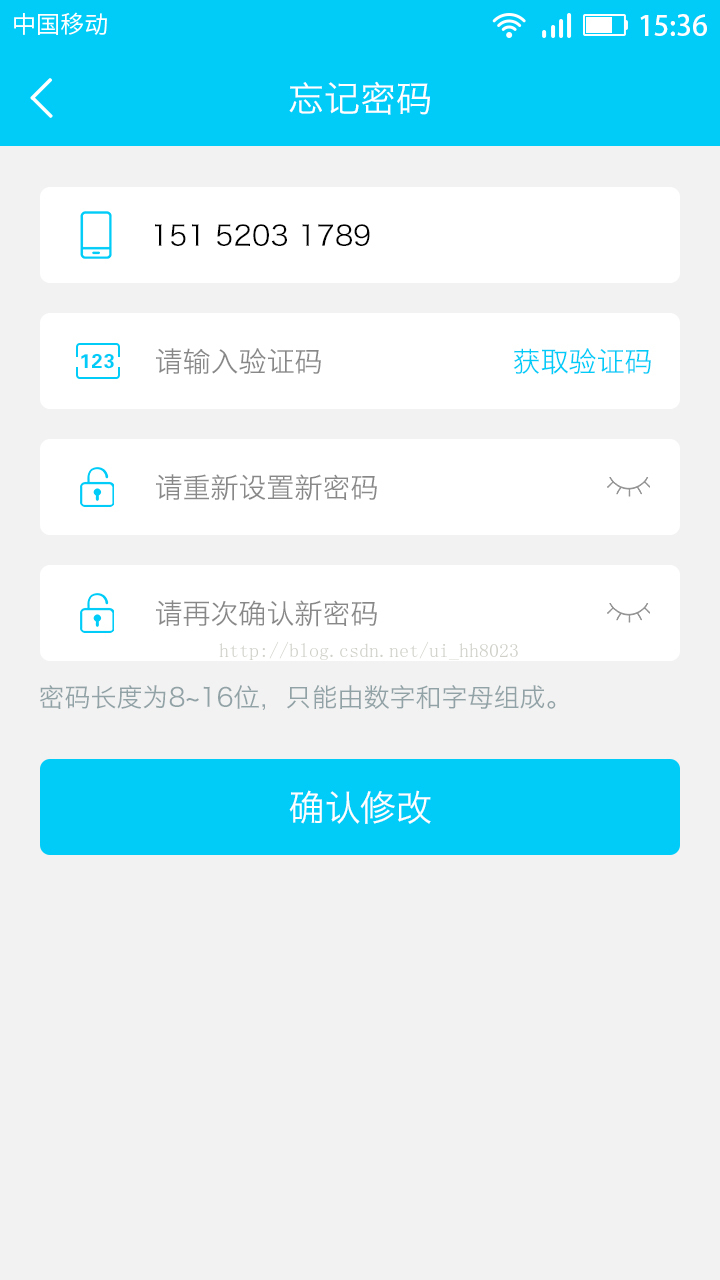 中国移动 15:36
忘记密码
151 5203 1789
123 请输入验证码 获取验证码
请重新设置新密码
请再次确认新密码
http://blog.csdn.net/ui_hh8023
密码长度为8~16位，只能由数字和字母组成。
确认修改